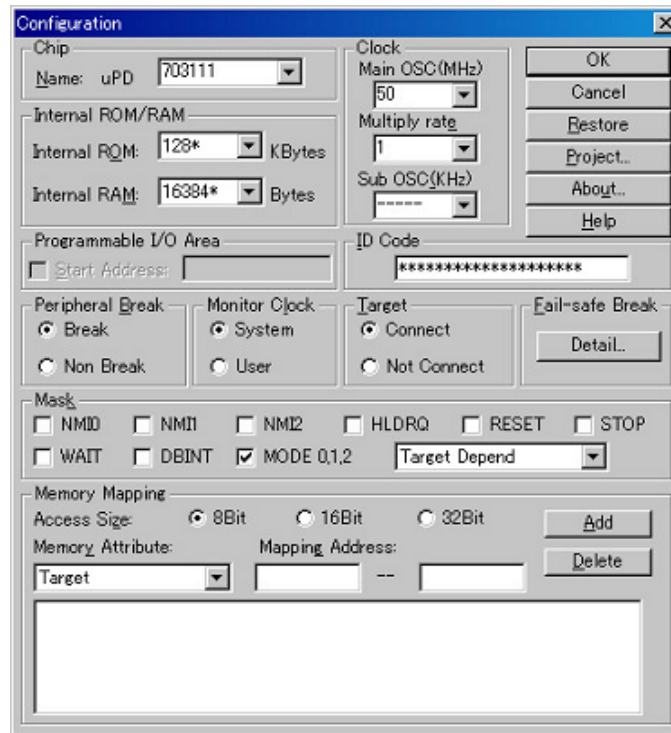 Configuration
Chip
Name: uPD 703111
Clock
Main OSC(MHz)
50
Multiply rate
1
Sub OSC(KHz)
-----
OK
Cancel
Restore
Project...
About...
Help
Internal ROM/RAM
Internal ROM: 128* KBytes
Internal RAM: 16384* Bytes
Programmable I/O Area
Start Address:
ID Code
********************
Peripheral Break
Break
Non Break
Monitor Clock
System
User
Target
Connect
Not Connect
Fail-safe Break
Detail...
Mask
NMI0 NMI1 NMI2 HLDRQ RESET STOP
WAIT DBINT MODE 0,1,2 Target Depend
Memory Mapping
Access Size: 8Bit 16Bit 32Bit
Add
Memory Attribute: Mapping Address:
Target --
Delete